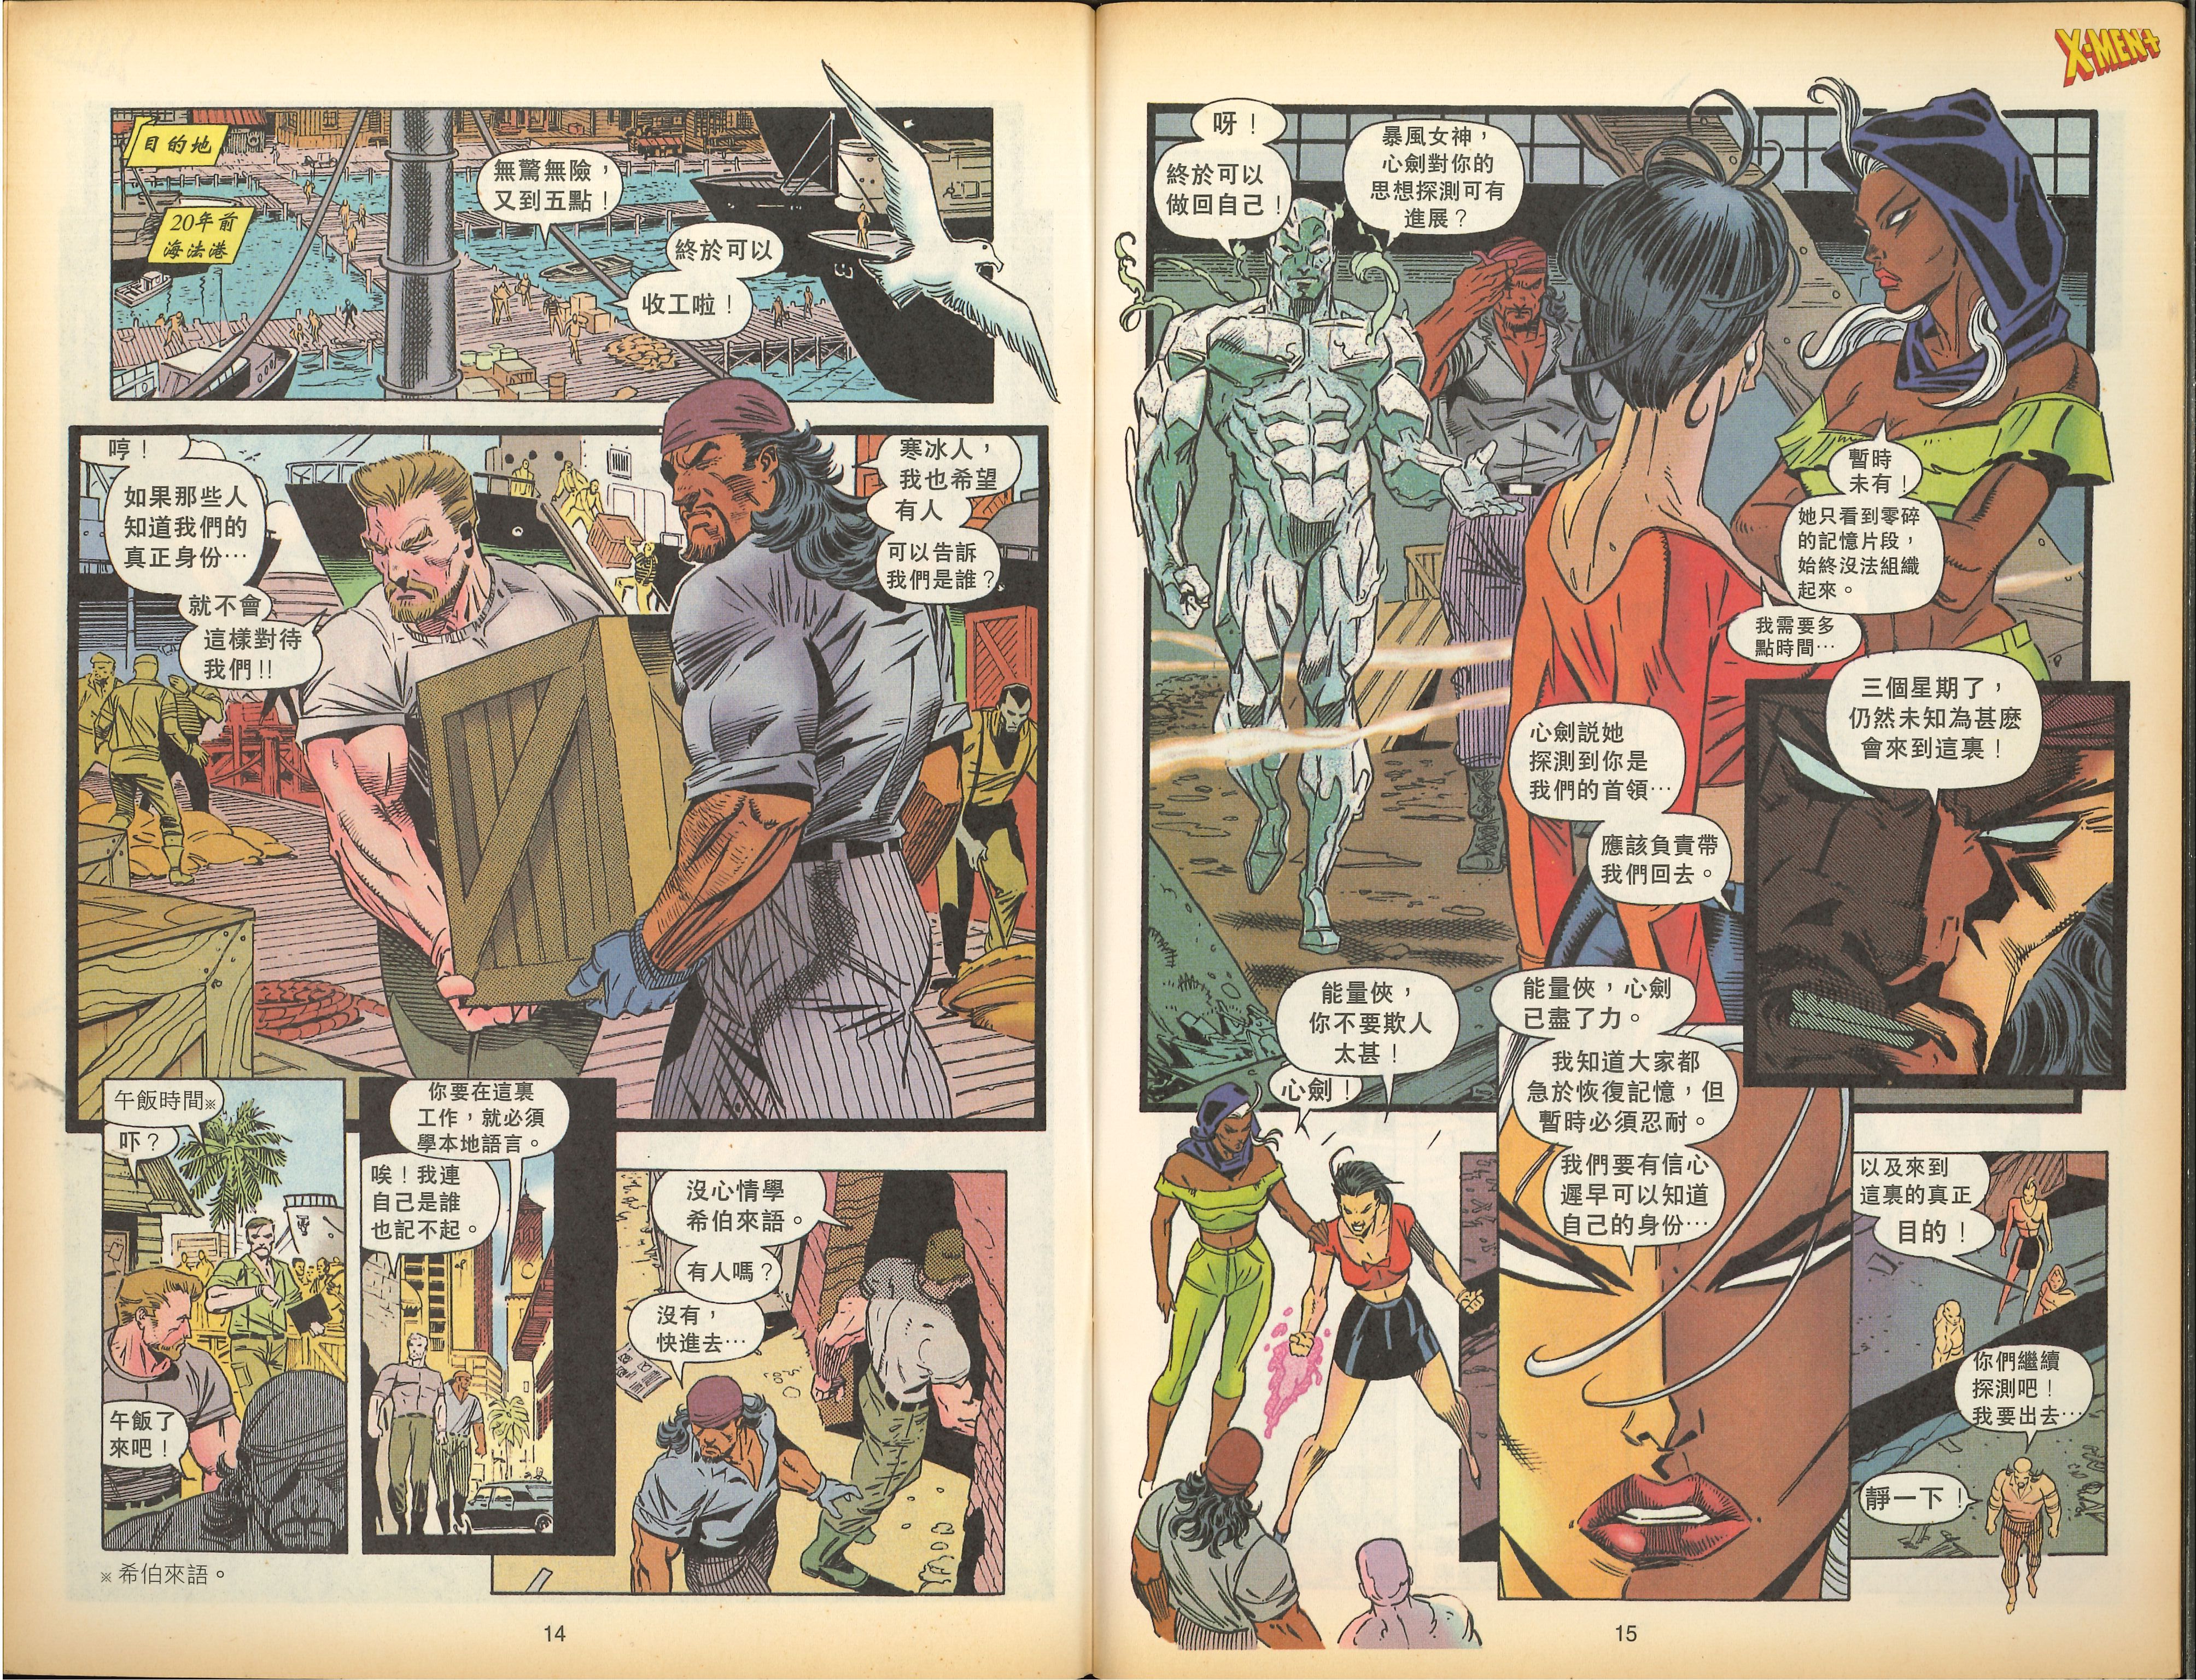 目的地
20年前
海法港
無驚無險，
又到五點！
終於可以
收工啦！
哼！
如果那些人
知道我們的
真正身份…
就不會
這樣對待
我們!!
寒冰人，
我也希望
有人
可以告訴
我們是誰？
午飯時間※
吓？
午飯了
來吧！
你要在這裏
工作，就必須
學本地語言。
唉！我連
自己是誰
也記不起。
沒心情學
希伯來語。
有人嗎？
沒有，
快進去…
※希伯來語。
14
X-MEN+
呀！
終於可以
做回自己！
暴風女神，
心劍對你的
思想探測可有
進展？
暫時
未有！
她只看到零碎
的記憶片段，
始終沒法組織
起來。
我需要多
點時間…
心劍説她
探測到你是
我們的首領…
應該負責帶
我們回去。
三個星期了，
仍然未知為甚麽
會來到這裏！
能量俠，
你不要欺人
太甚！
心劍！
能量俠，心劍
已盡了力。
我知道大家都
急於恢復記憶，但
暫時必須忍耐。
我們要有信心
遲早可以知道
自己的身份…
以及來到
這裏的真正
目的！
你們繼續
探測吧！
我要出去…
靜一下！
15